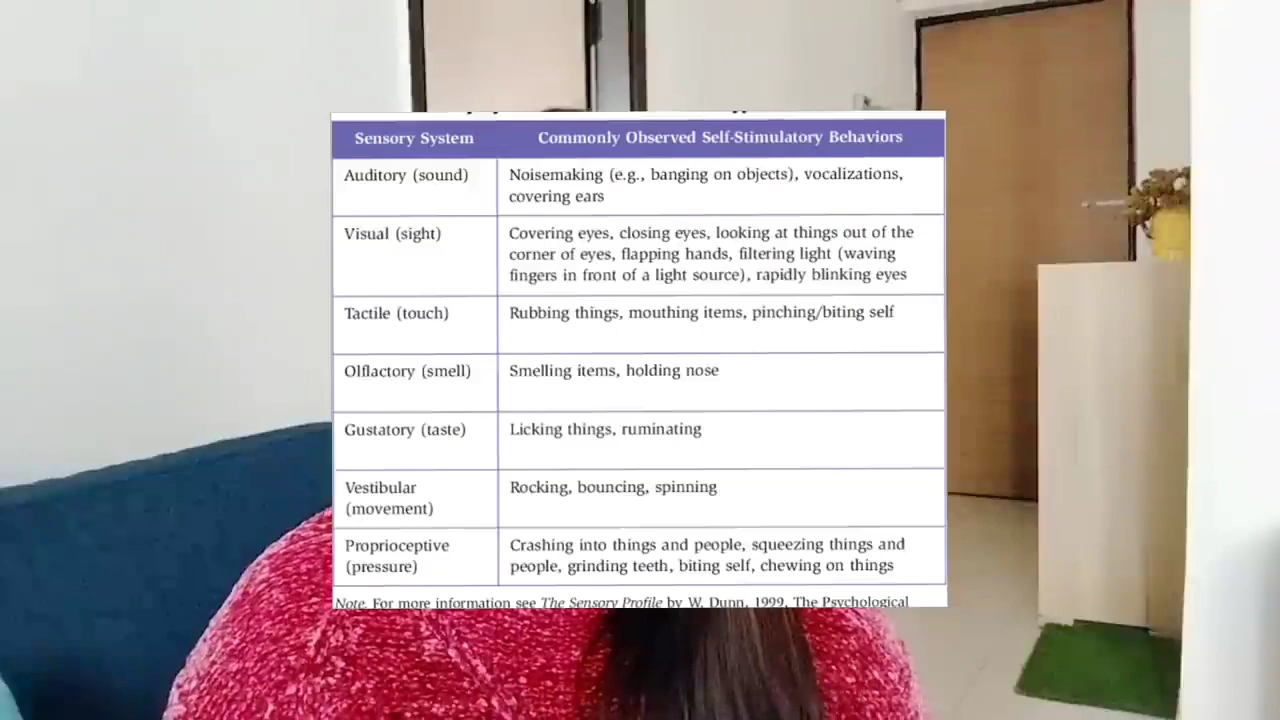 Sensory System Commonly Observed Self-Stimulatory Behaviors
Auditory (sound) Noisemaking (e.g., banging on objects), vocalizations,
covering ears
Visual (sight) Covering eyes, closing eyes, looking at things out of the
corner of eyes, flapping hands, filtering light (waving
fingers in front of a light source), rapidly blinking eyes
Tactile (touch) Rubbing things, mouthing items, pinching/biting self
Olflactory (smell) Smelling items, holding nose
Gustatory (taste) Licking things, ruminating
Vestibular Rocking, bouncing, spinning
(movement)
Proprioceptive Crashing into things and people, squeezing things and
(pressure) people, grinding teeth, biting self, chewing on things
Note. For more information see The Sensory Profile by W. Dunn, 1999, The Psychological